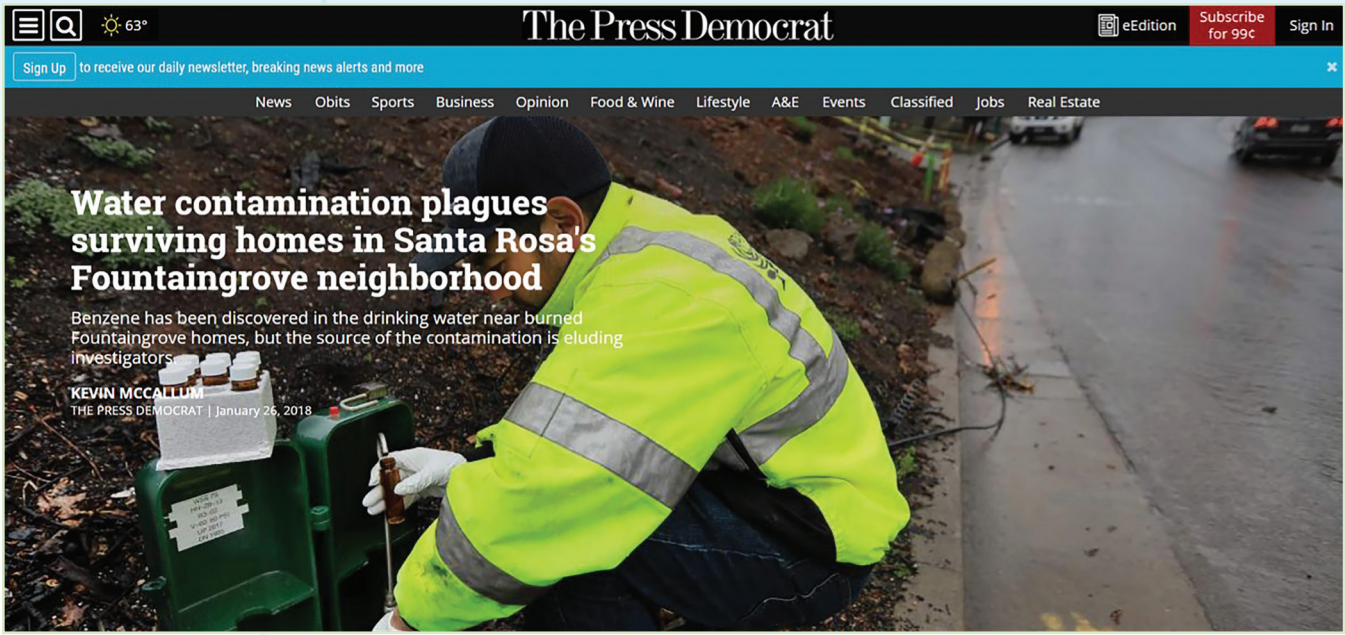 63° The Press Democrat eEdition Subscribe for 99¢ Sign In
Sign Up to receive our daily newsletter, breaking news alerts and more ×
News Obits Sports Business Opinion Food & Wine Lifestyle A&E Events Classified Jobs Real Estate
Water contamination plagues
surviving homes in Santa Rosa's
Fountaingrove neighborhood
Benzene has been discovered in the drinking water near burned
Fountaingrove homes, but the source of the contamination is eluding
investigators.
KEVIN MCCALLUM
THE PRESS DEMOCRAT | January 26, 2018